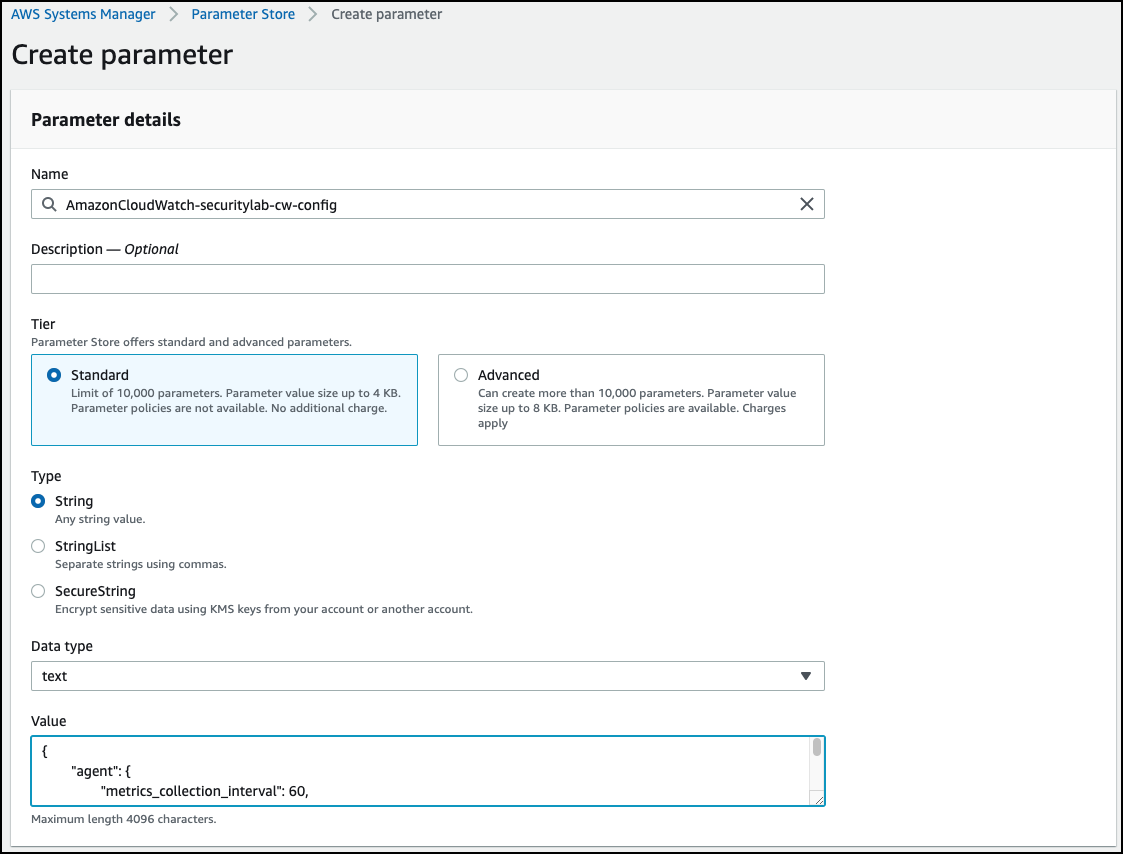 AWS Systems Manager > Parameter Store > Create parameter
Create parameter
Parameter details
Name
AmazonCloudWatch-securitylab-cw-config
Description — Optional
Tier
Parameter Store offers standard and advanced parameters.
Standard
Limit of 10,000 parameters. Parameter value size up to 4 KB.
Parameter policies are not available. No additional charge.
Advanced
Can create more than 10,000 parameters. Parameter value
size up to 8 KB. Parameter policies are available. Charges
apply
Type
String
Any string value.
StringList
Separate strings using commas.
SecureString
Encrypt sensitive data using KMS keys from your account or another account.
Data type
text
Value
{
"agent": {
"metrics_collection_interval": 60,
Maximum length 4096 characters.